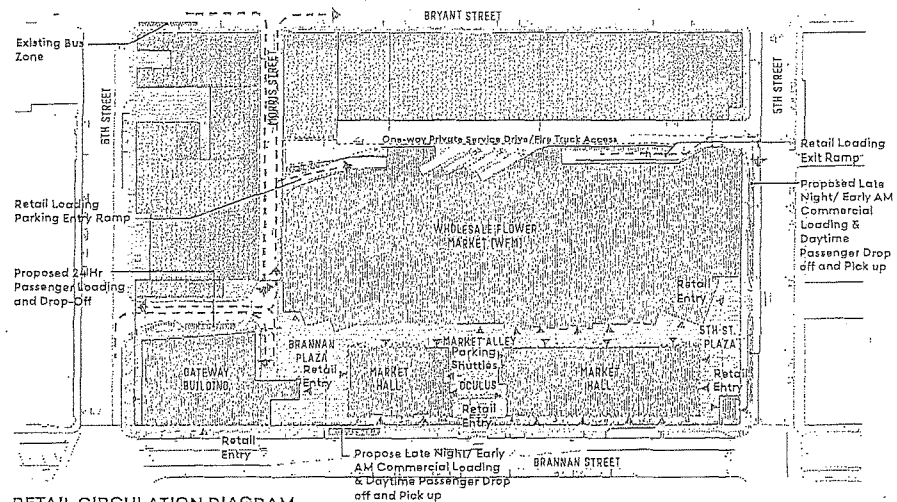 BRYANT STREET
Existing Bus
Zone
6TH STREET
MORRIS STREET
5TH STREET
One-way Private Service Drive/Fire Truck Access
Retail Loading
Exit Ramp
Retail Loading
Parking Entry Ramp
Proposed Late
Night/ Early AM
Commercial
Loading &
Daytime
Passenger Drop
off and Pick up
WHOLESALE FLOWER
MARKET (WFM)
Proposed 24Hr
Passenger Loading
and Drop-Off
Retail
Entry
5TH ST.
PLAZA
BRANNAN
PLAZA
MARKET ALLEY
Parking
Shuttles
GATEWAY
BUILDING
Retail
Entry
MARKET
HALL
OCULUS
MARKET
HALL
Retail
Entry
Retail
Entry
Retail
Entry
Propose Late Night/ Early
AM Commercial Loading
& Daytime Passenger Drop
off and Pick up
BRANNAN STREET
RETAIL CIRCULATION DIAGRAM